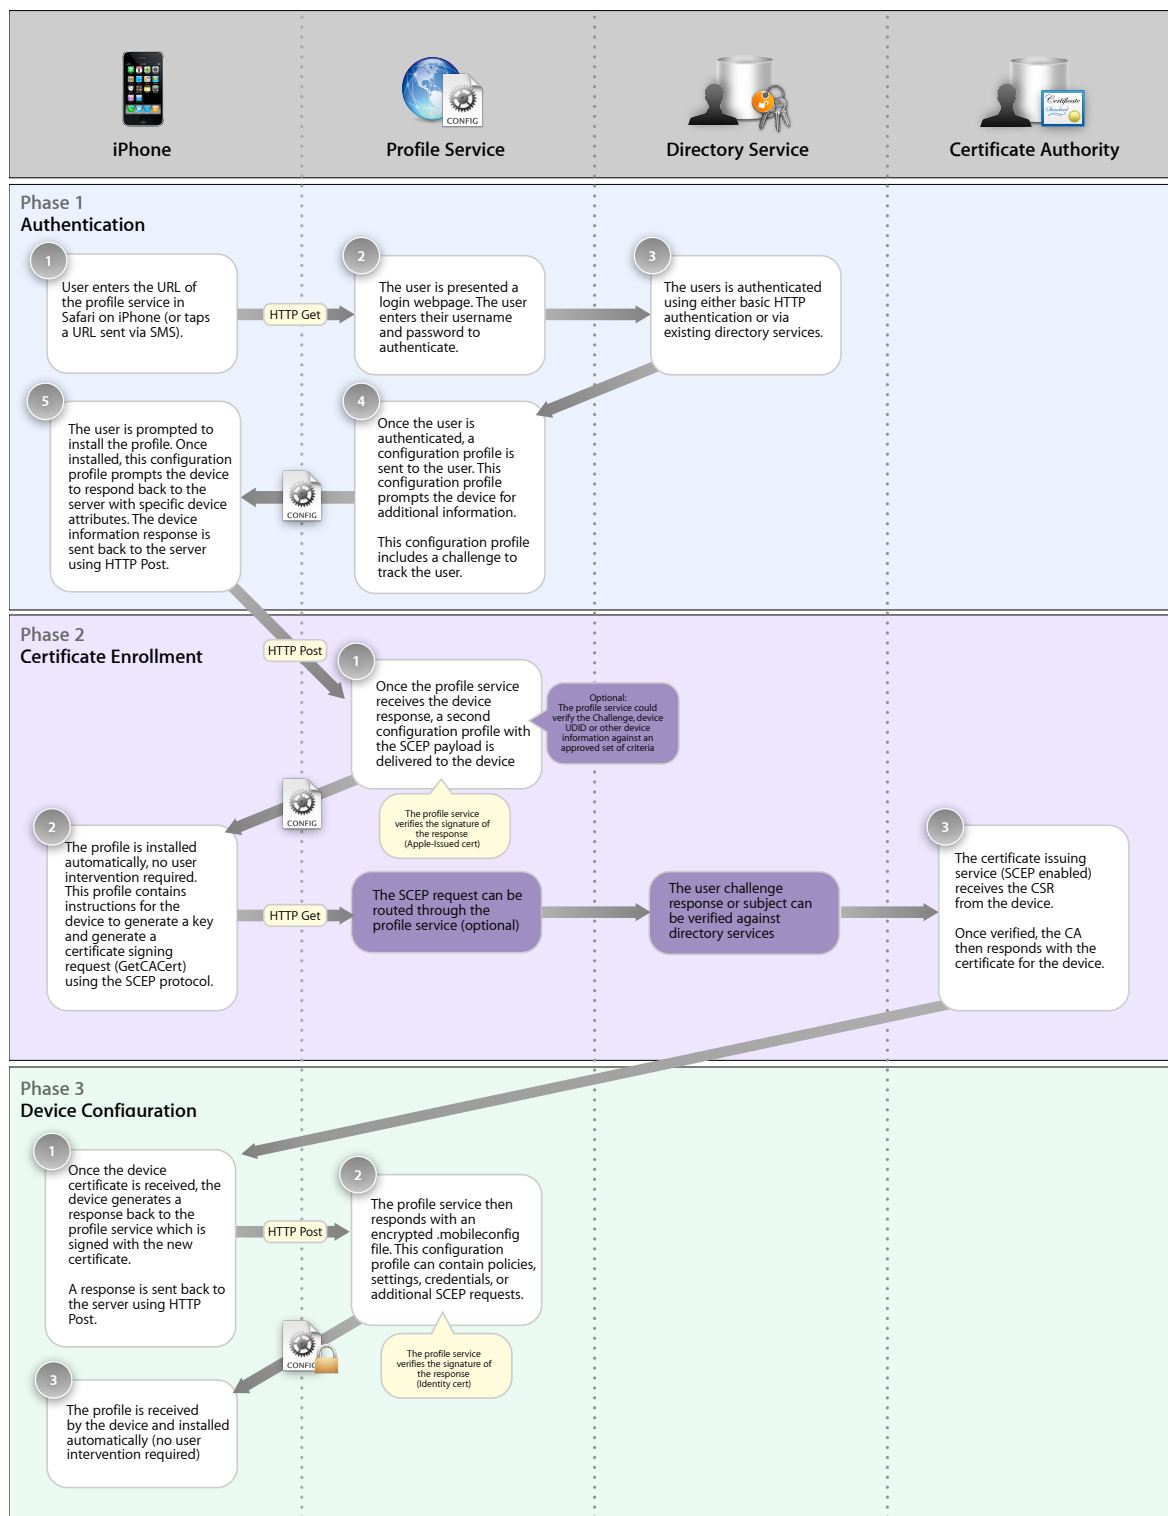 CONFIG
Certificate
Standard
iPhone
Profile Service
Directory Service
Certificate Authority
Phase 1
Authentication
1
User enters the URL of
the profile service in
Safari on iPhone (or taps
a URL sent via SMS).
HTTP Get
2
The user is presented a
login webpage. The user
enters their username
and password to
authenticate.
3
The users is authenticated
using either basic HTTP
authentication or via
existing directory services.
5
The user is prompted to
install the profile. Once
installed, this configuration
profile prompts the device
to respond back to the
server with specific device
attributes. The device
information response is
sent back to the server
using HTTP Post.
CONFIG
4
Once the user is
authenticated, a
configuration profile is
sent to the user. This
configuration profile
prompts the device for
additional information.
This configuration profile
includes a challenge to
track the user.
Phase 2
Certificate Enrollment
HTTP Post
1
Once the profile service
receives the device
response, a second
configuration profile with
the SCEP payload is
delivered to the device
Optional:
The profile service could
verify the Challenge, device
UDID or other device
information against an
approved set of criteria
CONFIG
The profile service
verifies the signature of
the response
(Apple-Issued cert)
2
The profile is installed
automatically, no user
intervention required.
This profile contains
instructions for the
device to generate a key
and generate a
certificate signing
request (GetCACert)
using the SCEP protocol.
HTTP Get
The SCEP request can be
routed through the
profile service (optional)
The user challenge
response or subject can
be verified against
directory services
3
The certificate issuing
service (SCEP enabled)
receives the CSR
from the device.
Once verified, the CA
then responds with the
certificate for the device.
Phase 3
Device Configuration
1
Once the device
certificate is received, the
device generates a
response back to the
profile service which is
signed with the new
certificate.
A response is sent back to
the server using HTTP
Post.
HTTP Post
2
The profile service then
responds with an
encrypted .mobileconfig
file. This configuration
profile can contain policies,
settings, credentials, or
additional SCEP requests.
CONFIG
The profile service
verifies the signature of
the response
(Identity cert)
3
The profile is received
by the device and installed
automatically (no user
intervention required)